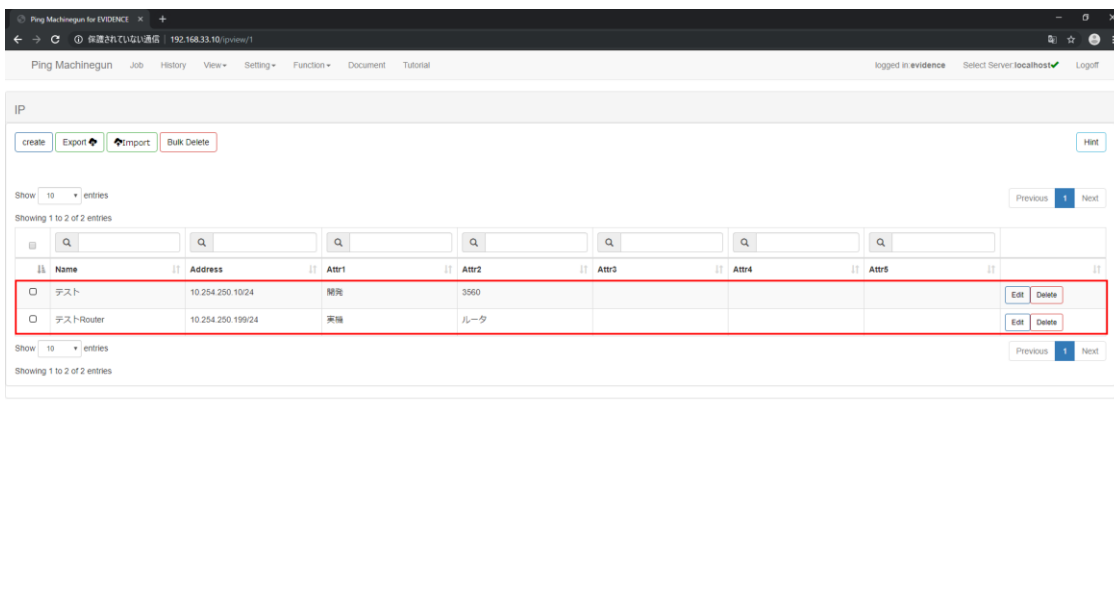 Ping Machinegun for EVIDENCE
保護されていない通信 | 192.168.33.10/ipview/1
Ping Machinegun Job History View Setting Function Document Tutorial logged in:evidence Select Server:localhost Logoff
IP
create Export Import Bulk Delete Hint
Show 10 entries Previous 1 Next
Showing 1 to 2 of 2 entries
Name Address Attr1 Attr2 Attr3 Attr4 Attr5
テスト 10.254.250.10/24 開発 3560 Edit Delete
テストRouter 10.254.250.199/24 実機 ルータ Edit Delete
Show 10 entries Previous 1 Next
Showing 1 to 2 of 2 entries